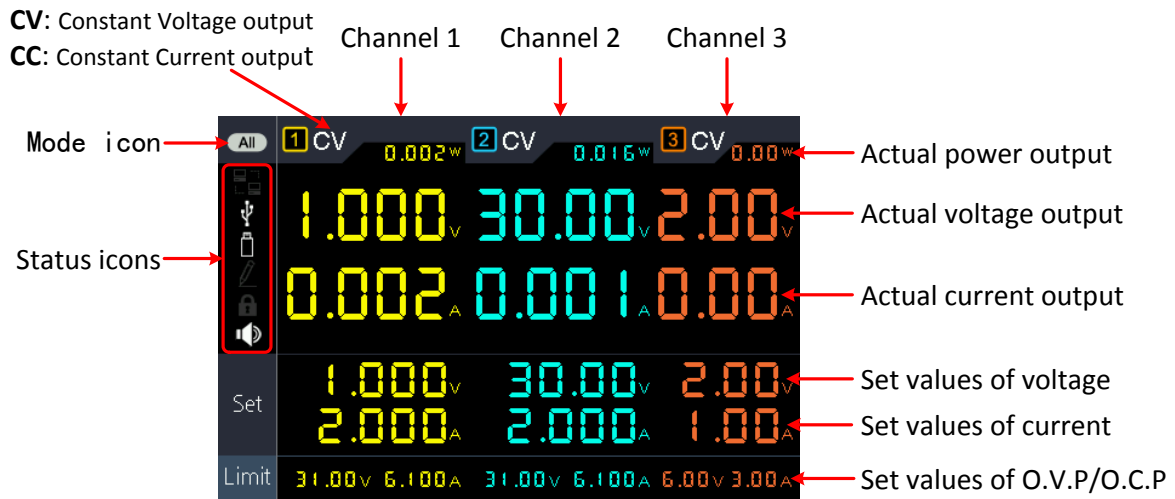 CV: Constant Voltage output
CC: Constant Current output
Channel 1
Channel 2
Channel 3
Mode icon
All
1 CV
0.002W
2 CV
0.016W
3 CV
0.00W
Actual power output
1.000V
30.00V
2.00V
Actual voltage output
Status icons
0.002A
0.001A
0.00A
Actual current output
Set
1.000V
30.00V
2.00V
Set values of voltage
2.000A
2.000A
1.00A
Set values of current
Limit
31.00V 6.100A
31.00V 6.100A
6.00V 3.00A
Set values of O.V.P/O.C.P